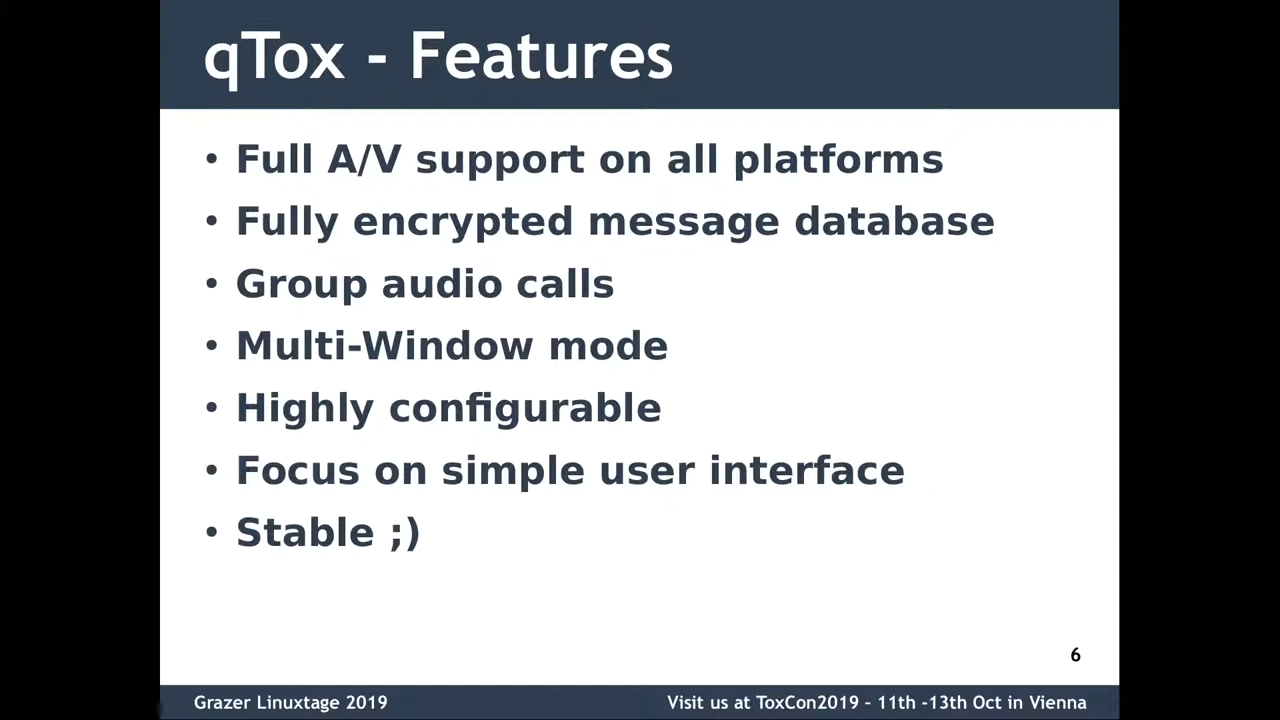 qTox - Features
• Full A/V support on all platforms
• Fully encrypted message database
• Group audio calls
• Multi-Window mode
• Highly configurable
• Focus on simple user interface
• Stable ;)
6
Grazer Linuxtage 2019
Visit us at ToxCon2019 - 11th -13th Oct in Vienna